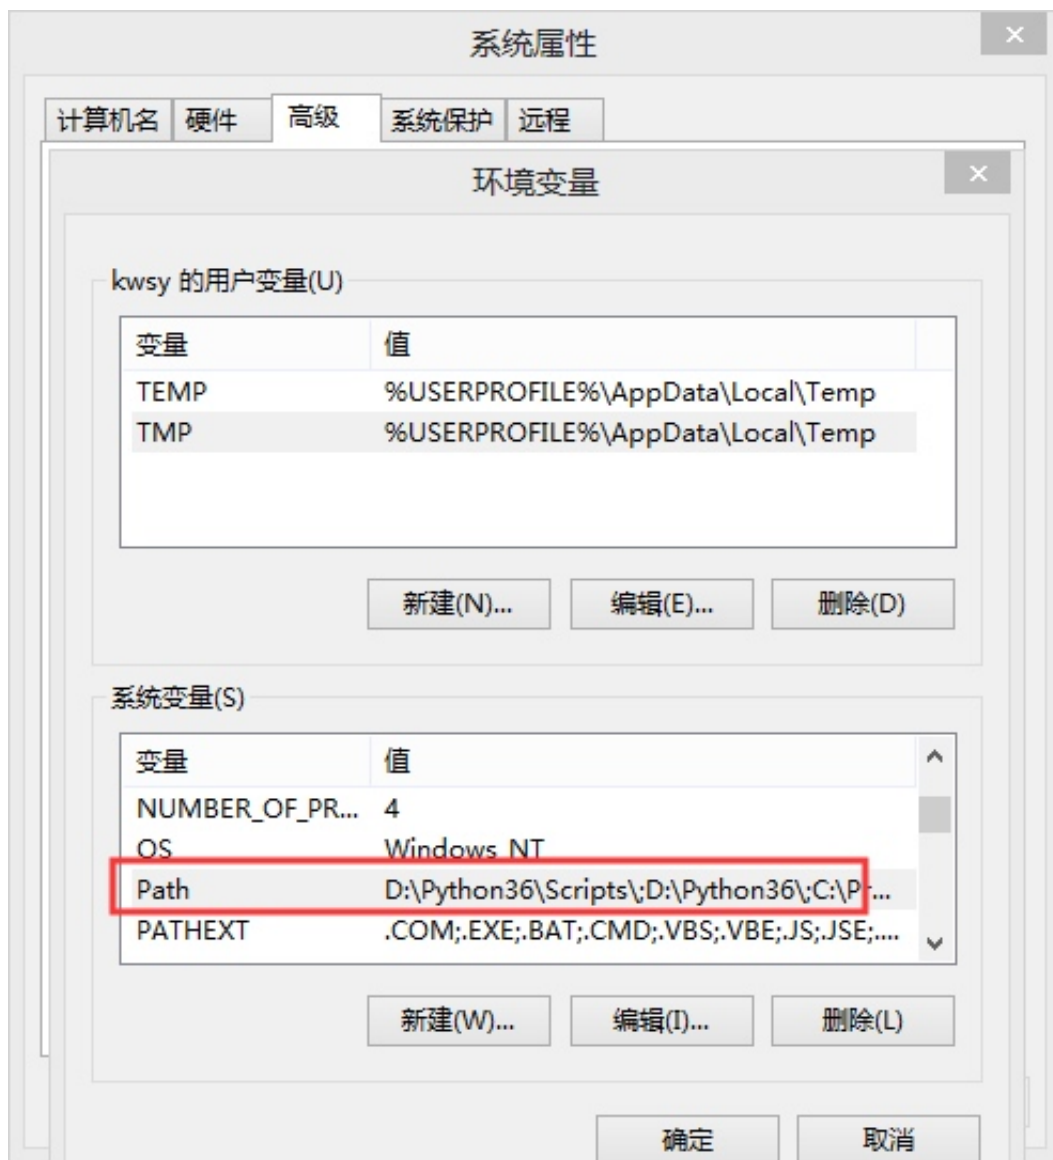 系统属性
计算机名 硬件 高级 系统保护 远程
环境变量
kwsy 的用户变量(U)
变量 值
TEMP %USERPROFILE%\AppData\Local\Temp
TMP %USERPROFILE%\AppData\Local\Temp
新建(N)... 编辑(E)... 删除(D)
系统变量(S)
变量 值
NUMBER_OF_PR... 4
OS Windows_NT
Path D:\Python36\Scripts\;D:\Python36\;C:\Pr...
PATHEXT .COM;.EXE;.BAT;.CMD;.VBS;.VBE;.JS;.JSE;....
新建(W)... 编辑(I)... 删除(L)
确定 取消